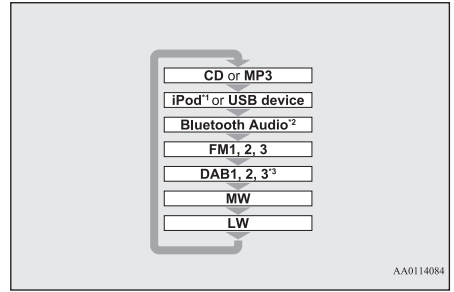 CD or MP3
iPod*1 or USB device
Bluetooth Audio*2
FM1, 2, 3
DAB1, 2, 3*3
MW
LW
AA0114084